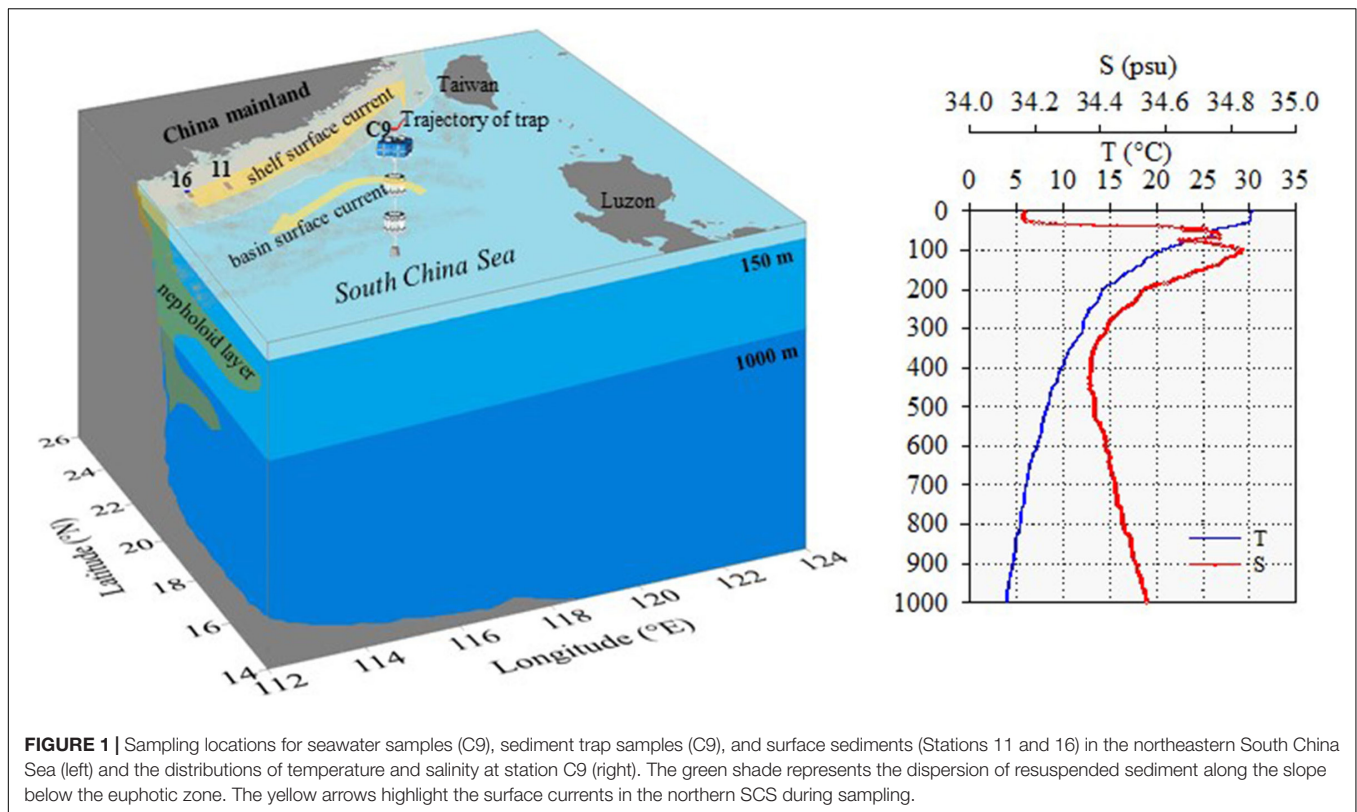 China mainland
Taiwan
Trajectory of trap
C9
shelf surface current
16
11
basin surface current
Luzon
South China Sea
nepholoid layer
150 m
1000 m
26
24
22
20
18
16
14
Latitude (°N)
112
114
116
118
120
122
124
Longitude (°E)
S (psu)
34.0 34.2 34.4 34.6 34.8 35.0
T (°C)
0 5 10 15 20 25 30 35
0
100
200
300
400
500
600
700
800
900
1000
T
S
FIGURE 1 | Sampling locations for seawater samples (C9), sediment trap samples (C9), and surface sediments (Stations 11 and 16) in the northeastern South China
Sea (left) and the distributions of temperature and salinity at station C9 (right). The green shade represents the dispersion of resuspended sediment along the slope
below the euphotic zone. The yellow arrows highlight the surface currents in the northern SCS during sampling.